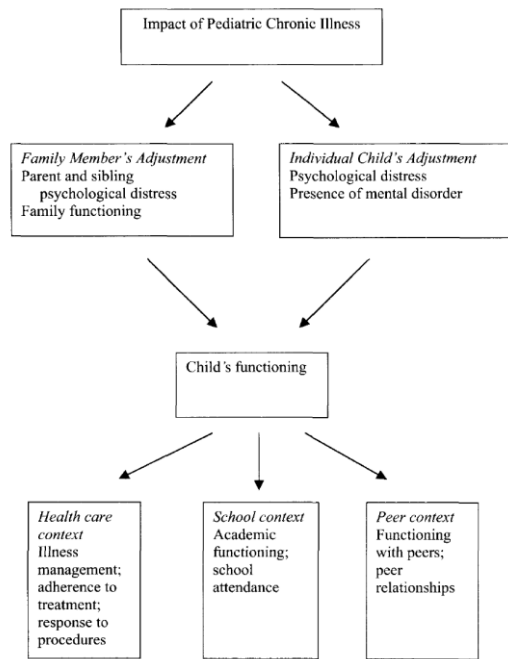 Impact of Pediatric Chronic Illness
Family Member's Adjustment
Parent and sibling
psychological distress
Family functioning
Individual Child's Adjustment
Psychological distress
Presence of mental disorder
Child's functioning
Health care
context
Illness
management;
adherence to
treatment;
response to
procedures
School context
Academic
functioning;
school
attendance
Peer context
Functioning
with peers;
peer
relationships